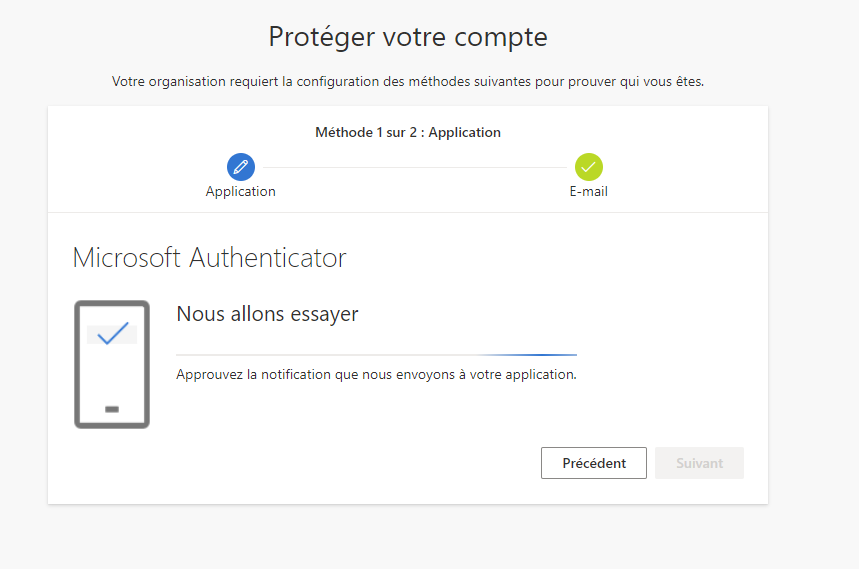 Protéger votre compte
Votre organisation requiert la configuration des méthodes suivantes pour prouver qui vous êtes.
Méthode 1 sur 2 : Application
Application
E-mail
Microsoft Authenticator
Nous allons essayer
Approuvez la notification que nous envoyons à votre application.
Précédent
Suivant